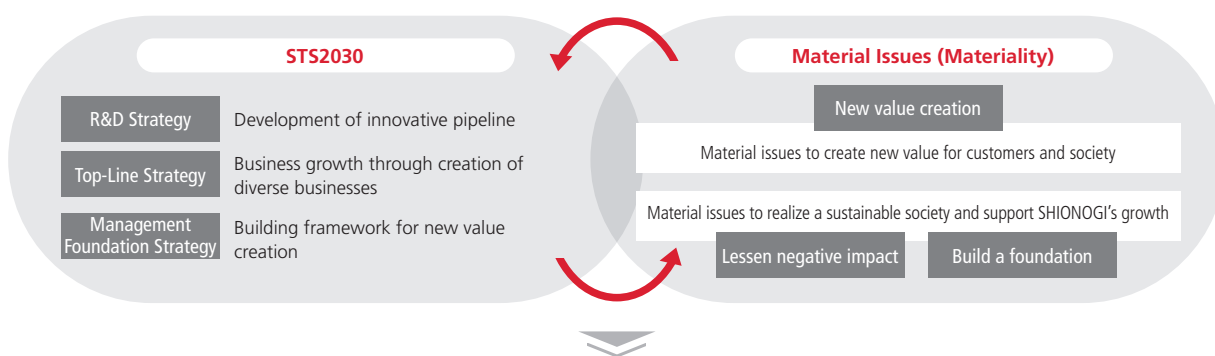 STS2030
R&D Strategy
Development of innovative pipeline
Top-Line Strategy
Business growth through creation of
diverse businesses
Management
Foundation Strategy
Building framework for new value
creation
Material Issues (Materiality)
New value creation
Material issues to create new value for customers and society
Material issues to realize a sustainable society and support SHIONOGI’s growth
Lessen negative impact
Build a foundation